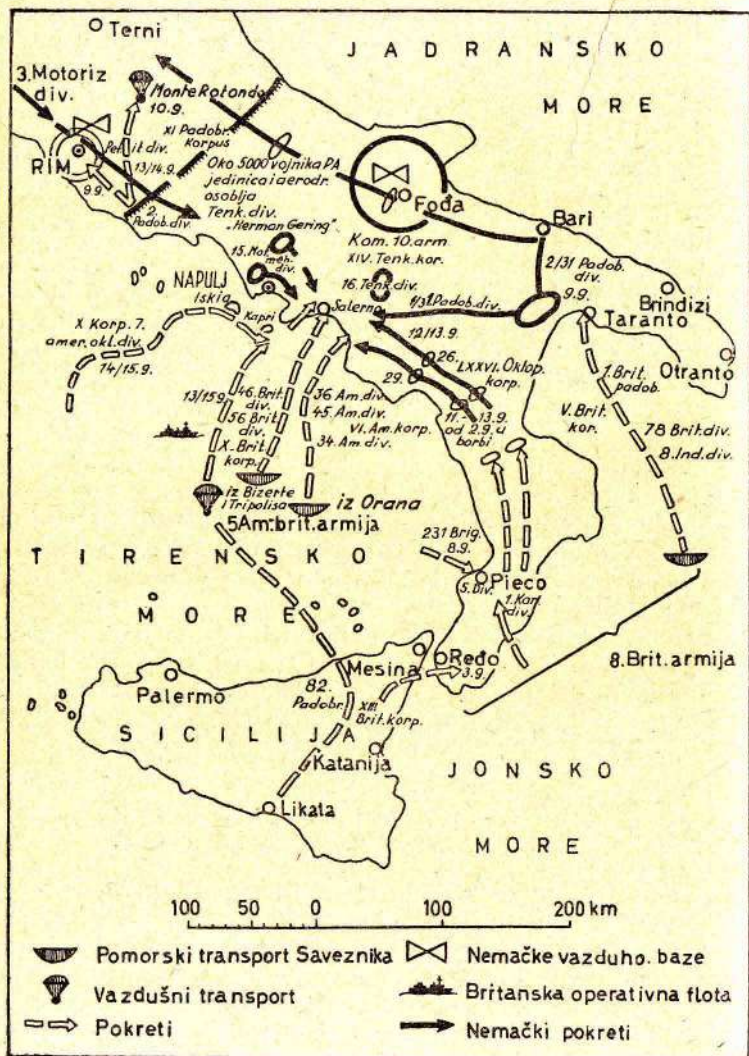 Terni
JADRANSKO
MORE
3.Motoriz
div.
Monte Rotondo
10.9.
XI Padobr.
korpus
RIM
13/14.9.
9.9.
2.
Padob.div.
Oko 5000 vojnika PA
jedinica i aerodr.
osoblja
Tenk. div.
„Herman Gering"
Fođa
Bari
Kom. 10.arm.
XIV. Tenk.kor.
15.Mot.
meh.
div.
16.Tenk.div.
2/31 Padob.
div.
9.9.
NAPULJ
Iskia
Kapri
Salerno
1/31.Padob.div.
Brindizi
Taranto
Otranto
X Korp. 7.
amer.okl.div.
14/15.9.
12/13.9.
26.
LXXVI.Oklop.
korp.
29.
11.-
13.9.
od 2.9. u
borbi
1.Brit.
padob.
V. Brit.
kor.
78 Brit.div.
8.Ind.div.
13/15.9.
46.Brit.
div.
56 Brit.
div.
X.Brit.
korp.
36 Am.div.
45.Am.div.
VI.Am.korp.
34 Am.div.
iz Bizerte
i Tripolisa
iz Orana
5Am.brit.armija
231 Brig.
8.9.
TIRENSKO
MORE
Pieco
5.Div.
1.Kan.
div.
8.Brit.armija
Mesina
Ređo
3.9.
Palermo
82.
Padobr.
XIII
Brit.korp.
SICILIJA
Katanija
Likata
JONSKO
MORE
100 50 0 100 200 km
Pomorski transport Saveznika
Nemačke vazduho. baze
Vazdušni transport
Britanska operativna flota
Pokreti
Nemački pokreti